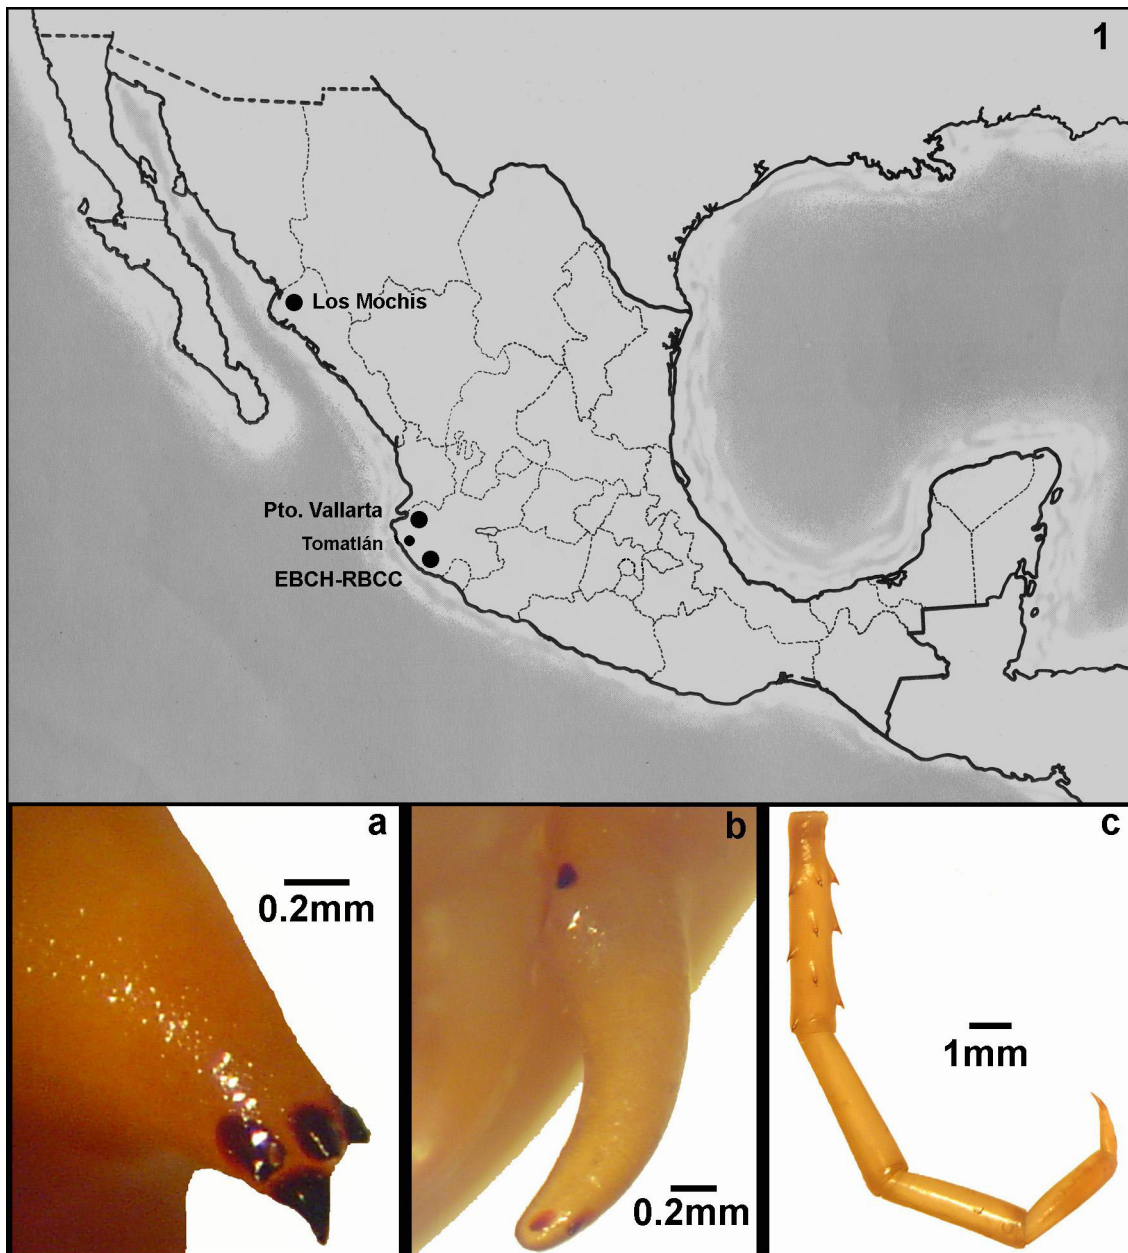 1
Los Mochis
Pto. Vallarta
Tomatlán
EBCH-RBCC
a
0.2mm
b
0.2mm
c
1mm